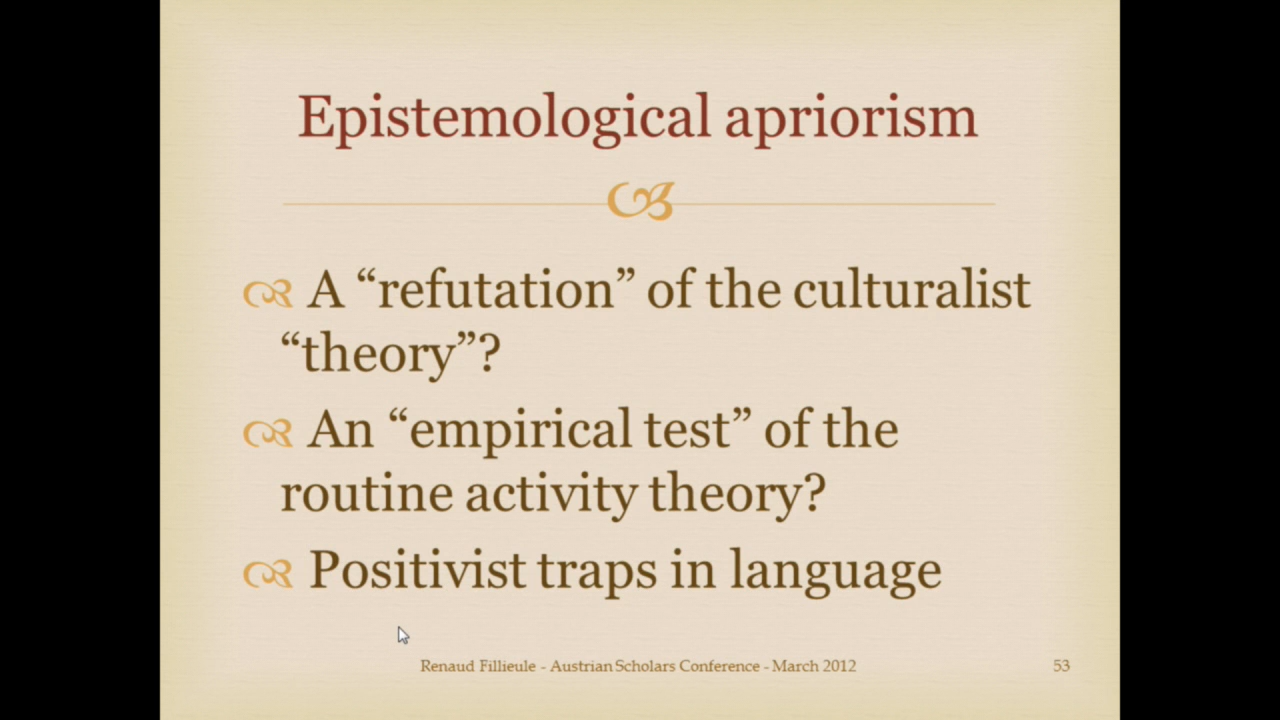 Epistemological apriorism
A “refutation” of the culturalist
“theory”?
An “empirical test” of the
routine activity theory?
Positivist traps in language
Renaud Fillieule - Austrian Scholars Conference - March 2012
53